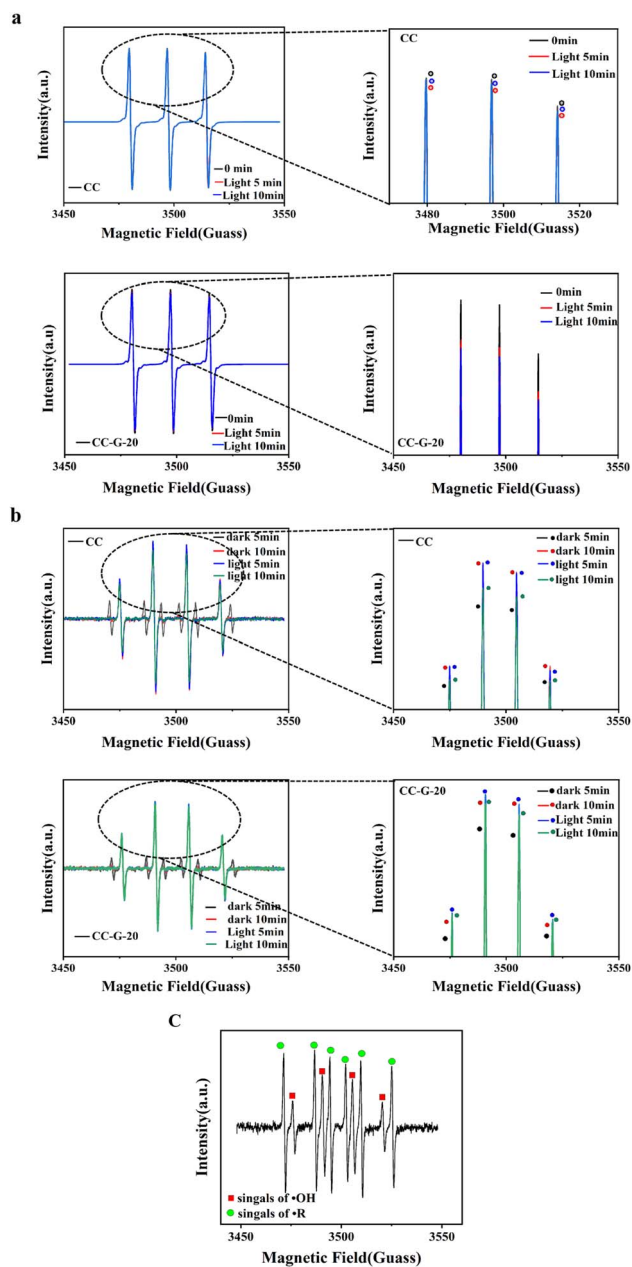 a
Intensity(a.u.)
0 min
Light 5 min
Light 10min
CC
3450 3500 3550
Magnetic Field(Guass)
CC
0min
Light 5min
Light 10min
Intensity(a.u.)
3480 3500 3520
Magnetic Field(Guass)
Intensity(a.u)
0min
Light 5min
Light 10min
CC-G-20
3450 3500 3550
Magnetic Field(Guass)
0min
Light 5min
Light 10min
Intensity(a.u.)
CC-G-20
3450 3500 3550
Magnetic Field(Guass)
b
CC
dark 5min
dark 10min
light 5min
light 10min
Intensity(a.u.)
3450 3500 3550
Magnetic Field(Guass)
CC
dark 5min
dark 10min
light 5min
light 10min
Intensity(a.u.)
3450 3500 3550
Magnetic Field(Guass)
Intensity(a.u.)
dark 5min
dark 10min
Light 5min
Light 10min
CC-G-20
3450 3500 3550
Magnetic Field(Guass)
CC-G-20
dark 5min
dark 10min
Light 5min
Light 10min
Intensity(a.u.)
3450 3500 3550
Magnetic Field(Guass)
C
Intensity(a.u.)
singals of •OH
singals of •R
3450 3500 3550
Magnetic Field(Guass)